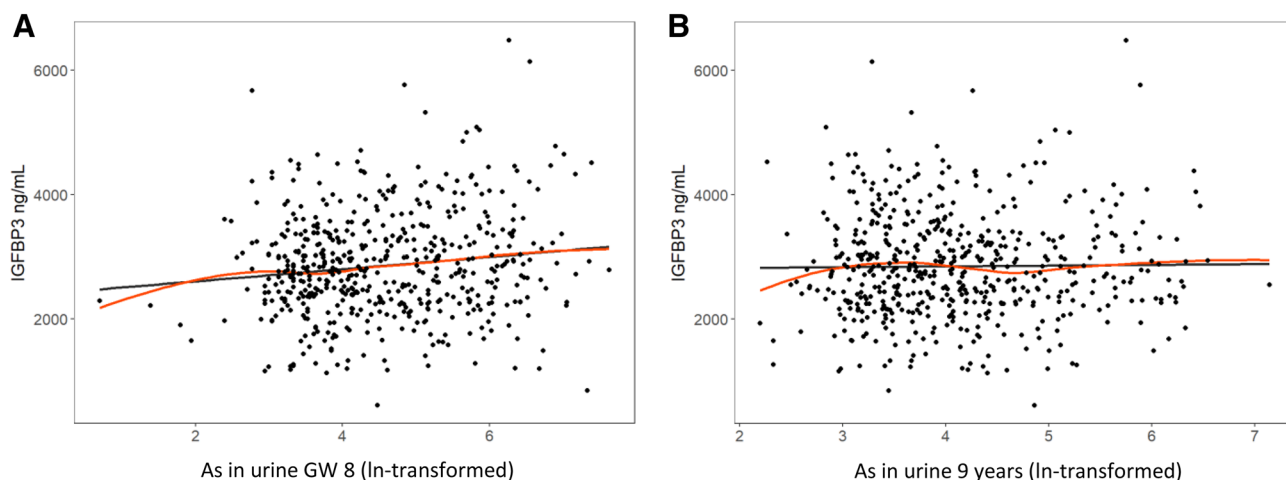 A
IGFBP3 ng/mL
6000
4000
2000
2 4 6
As in urine GW 8 (ln-transformed)
B
IGFBP3 ng/mL
6000
4000
2000
2 3 4 5 6 7
As in urine 9 years (ln-transformed)